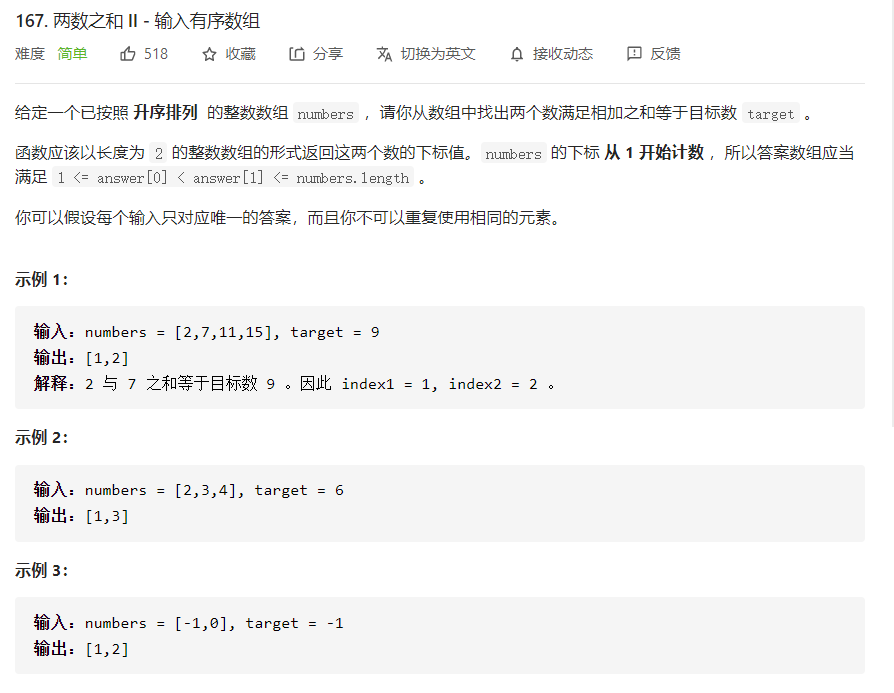 167. 两数之和 II - 输入有序数组
难度 简单 518 收藏 分享 切换为英文 接收动态 反馈
给定一个已按照 升序排列 的整数数组 numbers ，请你从数组中找出两个数满足相加之和等于目标数 target 。
函数应该以长度为 2 的整数数组的形式返回这两个数的下标值。numbers 的下标 从 1 开始计数 ，所以答案数组应当
满足 1 <= answer[0] < answer[1] <= numbers.length 。
你可以假设每个输入只对应唯一的答案，而且你不可以重复使用相同的元素。
示例 1：
输入：numbers = [2,7,11,15], target = 9
输出：[1,2]
解释：2 与 7 之和等于目标数 9 。因此 index1 = 1, index2 = 2 。
示例 2：
输入：numbers = [2,3,4], target = 6
输出：[1,3]
示例 3：
输入：numbers = [-1,0], target = -1
输出：[1,2]